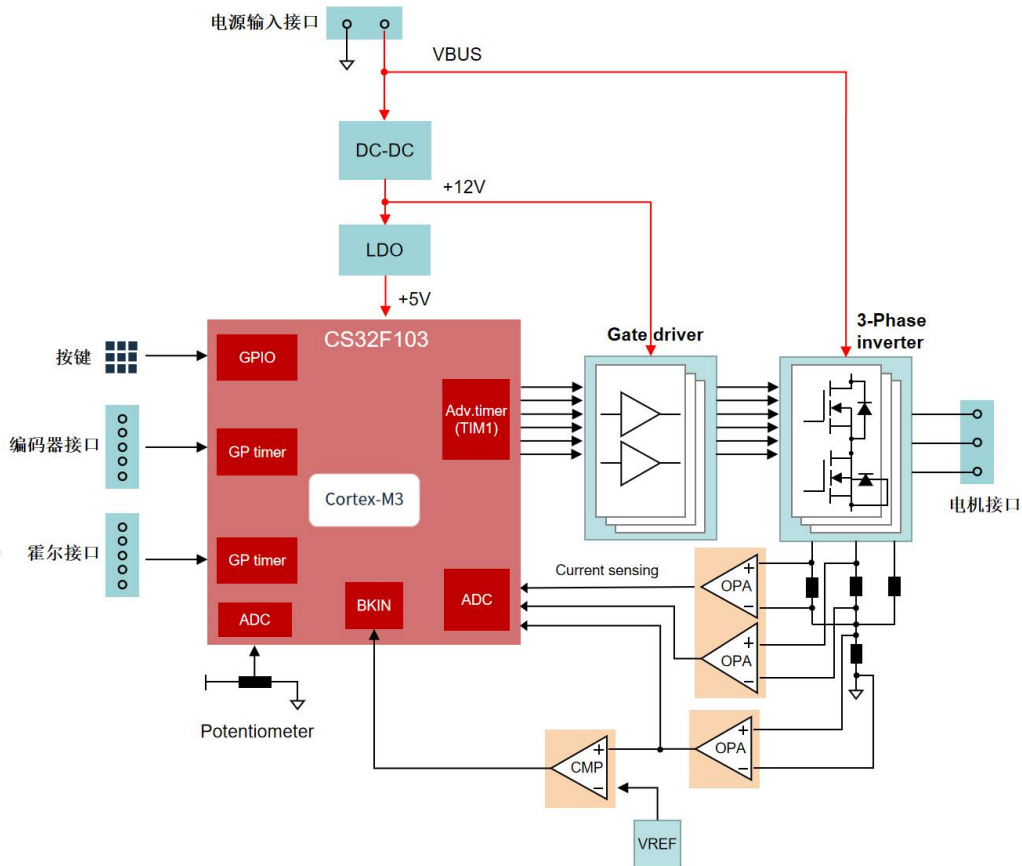 电源输入接口
VBUS
DC-DC
+12V
LDO
+5V
CS32F103
Gate driver
3-Phase
inverter
按键
GPIO
Adv.timer
(TIM1)
编码器接口
GP timer
Cortex-M3
电机接口
霍尔接口
GP timer
Current sensing
+
OPA
−
ADC
BKIN
ADC
+
OPA
−
Potentiometer
+
OPA
−
+
CMP
−
VREF